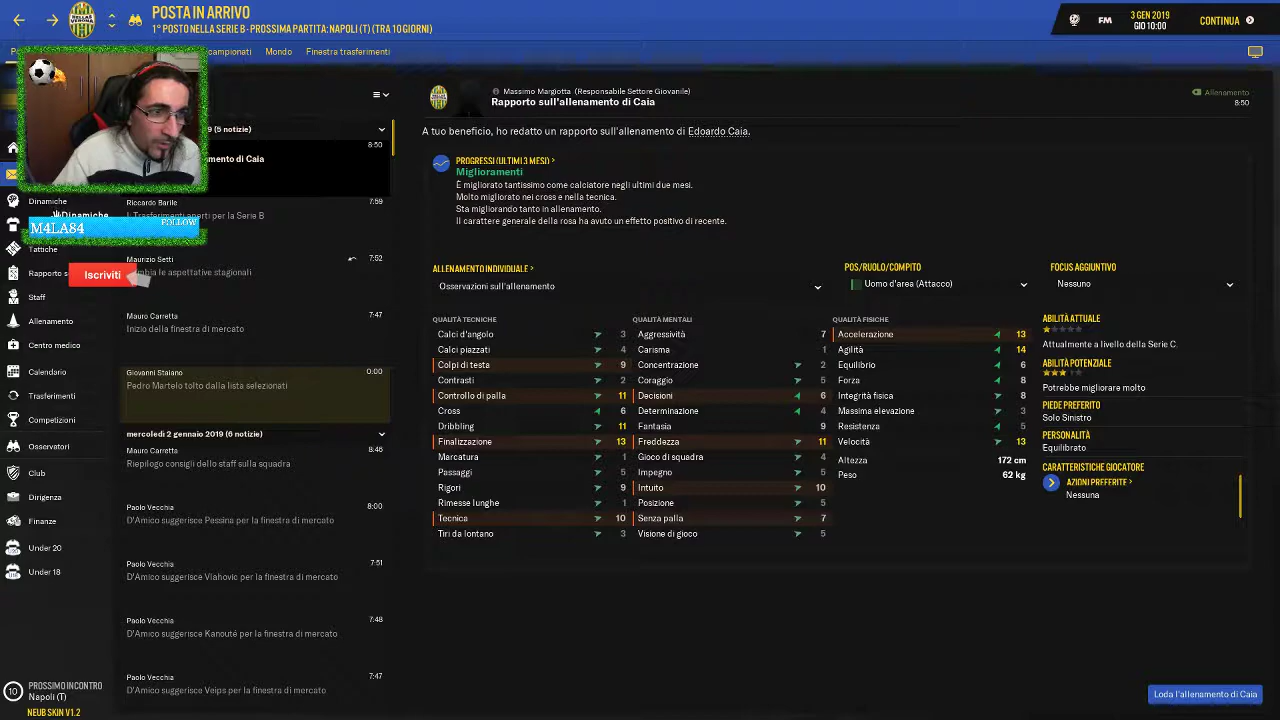 POSTA IN ARRIVO
1° POSTO NELLA SERIE B - PROSSIMA PARTITA: NAPOLI (T) (TRA 10 GIORNI)
FM
3 GEN 2019
GIO 10:00
CONTINUA
campionati
Mondo
Finestra trasferimenti
M4LA84
FOLLOW
Iscriviti
Dinamiche
Dinamiche
Tattiche
Rapporto s
Staff
Allenamento
Centro medico
Calendario
Trasferimenti
Competizioni
Osservatori
Club
Dirigenza
Finanze
Under 20
Under 18
10
PROSSIMO INCONTRO
Napoli (T)
NEUB SKIN V1.2
9 (5 notizie)
8:50
mento di Caia
Riccardo Barile
7:59
I Trasferimenti aperti per la Serie B
Maurizio Setti
7:52
mbia le aspettative stagionali
Mauro Carretta
7:47
Inizio della finestra di mercato
Giovanni Staiano
0:00
Pedro Martelo tolto dalla lista selezionati
mercoledì 2 gennaio 2019 (6 notizie)
Mauro Carretta
8:46
Riepilogo consigli dello staff sulla squadra
Paolo Vecchia
8:00
D'Amico suggerisce Pessina per la finestra di mercato
Paolo Vecchia
7:51
D'Amico suggerisce Vlahovic per la finestra di mercato
Paolo Vecchia
7:48
D'Amico suggerisce Kanouté per la finestra di mercato
Paolo Vecchia
7:47
D'Amico suggerisce Veips per la finestra di mercato
Massimo Margiotta (Responsabile Settore Giovanile)
Rapporto sull'allenamento di Caia
Allenamento
8:50
A tuo beneficio, ho redatto un rapporto sull'allenamento di Edoardo Caia.
PROGRESSI (ULTIMI 3 MESI) >
Miglioramenti
È migliorato tantissimo come calciatore negli ultimi due mesi.
Molto migliorato nei cross e nella tecnica.
Sta migliorando tanto in allenamento.
Il carattere generale della rosa ha avuto un effetto positivo di recente.
ALLENAMENTO INDIVIDUALE >
Osservazioni sull'allenamento
POS/RUOLO/COMPITO
Uomo d'area (Attacco)
FOCUS AGGIUNTIVO
Nessuno
QUALITÀ TECNICHE
Calci d'angolo 3
Calci piazzati 4
Colpi di testa 9
Contrasti 2
Controllo di palla 11
Cross 6
Dribbling 11
Finalizzazione 13
Marcatura 1
Passaggi 5
Rigori 9
Rimesse lunghe 1
Tecnica 10
Tiri da lontano 3
QUALITÀ MENTALI
Aggressività 7
Carisma 1
Concentrazione 2
Coraggio 5
Decisioni 6
Determinazione 4
Fantasia 9
Freddezza 11
Gioco di squadra 4
Impegno 5
Intuito 10
Posizione 5
Senza palla 7
Visione di gioco 5
QUALITÀ FISICHE
Accelerazione 13
Agilità 14
Equilibrio 6
Forza 8
Integrità fisica 8
Massima elevazione 3
Resistenza 5
Velocità 13
Altezza 172 cm
Peso 62 kg
ABILITÀ ATTUALE
Attualmente a livello della Serie C.
ABILITÀ POTENZIALE
Potrebbe migliorare molto
PIEDE PREFERITO
Solo Sinistro
PERSONALITÀ
Equilibrato
CARATTERISTICHE GIOCATORE
AZIONI PREFERITE >
Nessuna
Loda l'allenamento di Caia